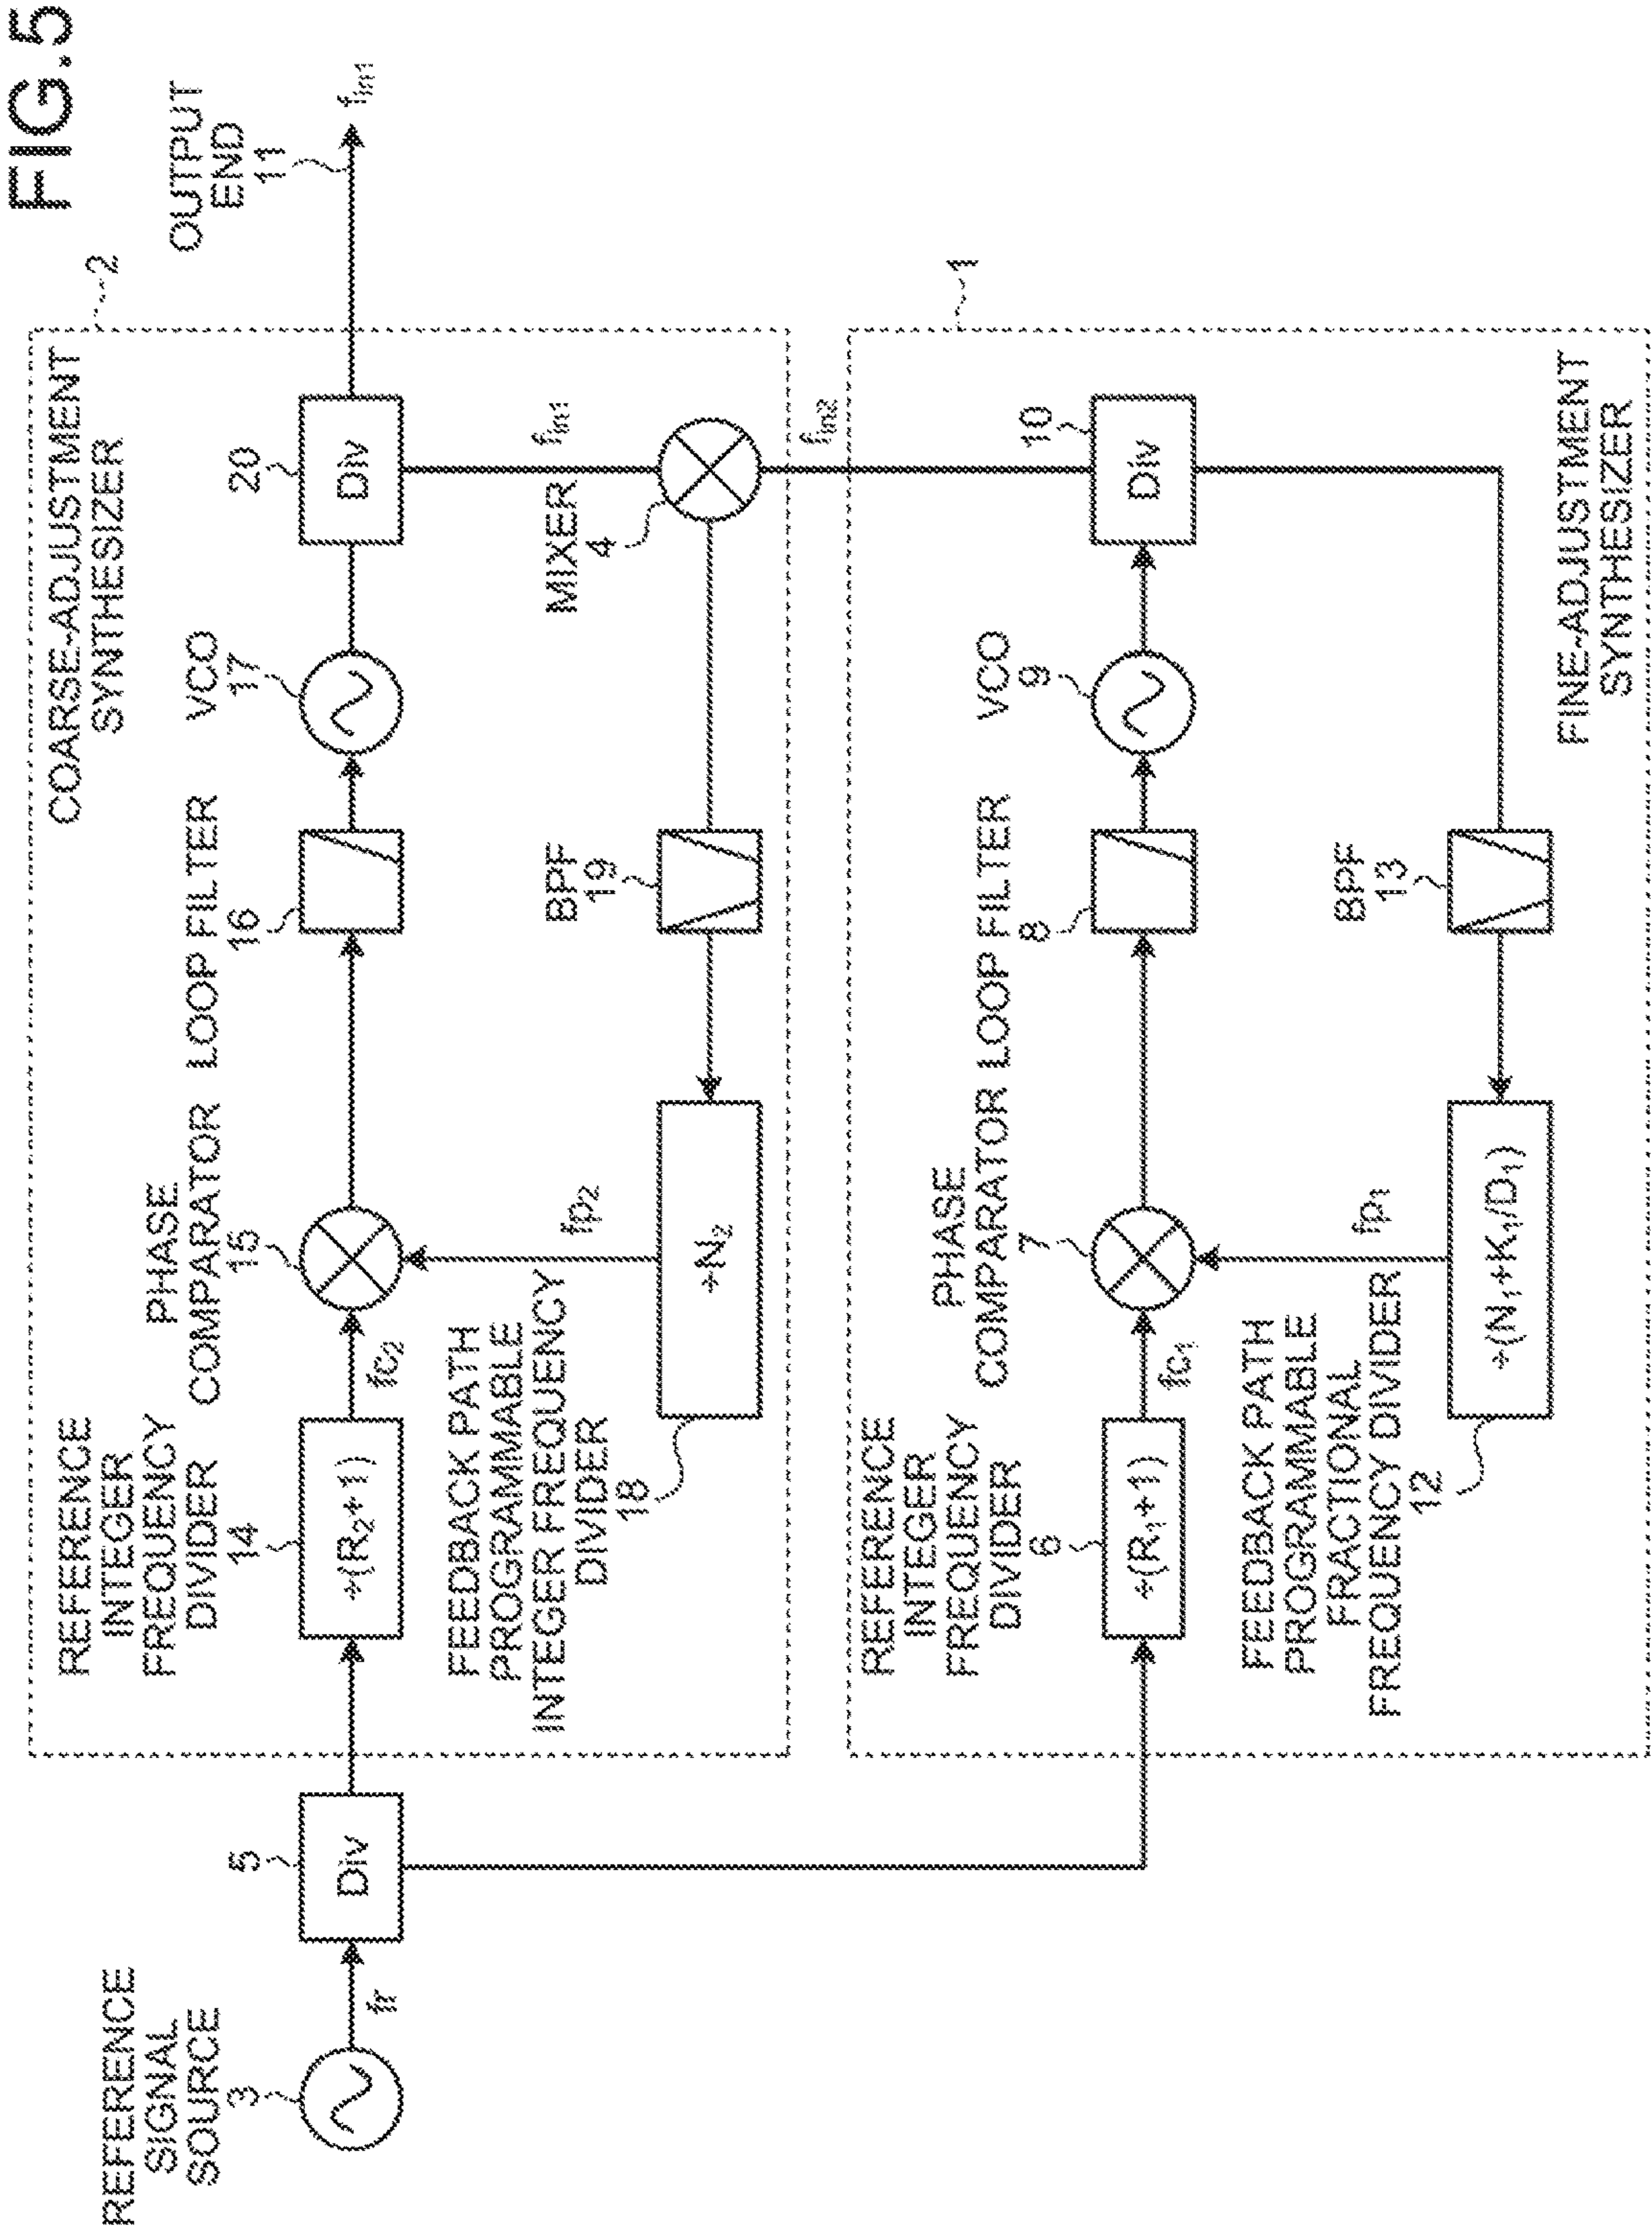 FIG.5
REFERENCE
SIGNAL
SOURCE
3
fr
5
Div
COARSE-ADJUSTMENT
SYNTHESIZER
2
REFERENCE
INTEGER
FREQUENCY
DIVIDER
14
÷(R₂+1)
fc₂
PHASE
COMPARATOR
15
LOOP FILTER
16
VCO
17
20
Div
OUTPUT
END
11
fin1
fin1
MIXER
4
BPF
19
FEEDBACK PATH
PROGRAMMABLE
INTEGER FREQUENCY
DIVIDER
18
÷N₂
fp₂
fin2
1
REFERENCE
INTEGER
FREQUENCY
DIVIDER
6
÷(R₁+1)
fc₁
PHASE
COMPARATOR
7
LOOP FILTER
8
VCO
9
10
Div
FEEDBACK PATH
PROGRAMMABLE
FRACTIONAL
FREQUENCY DIVIDER
12
÷(N₁+K₁/D₁)
fp₁
BPF
13
FINE-ADJUSTMENT
SYNTHESIZER